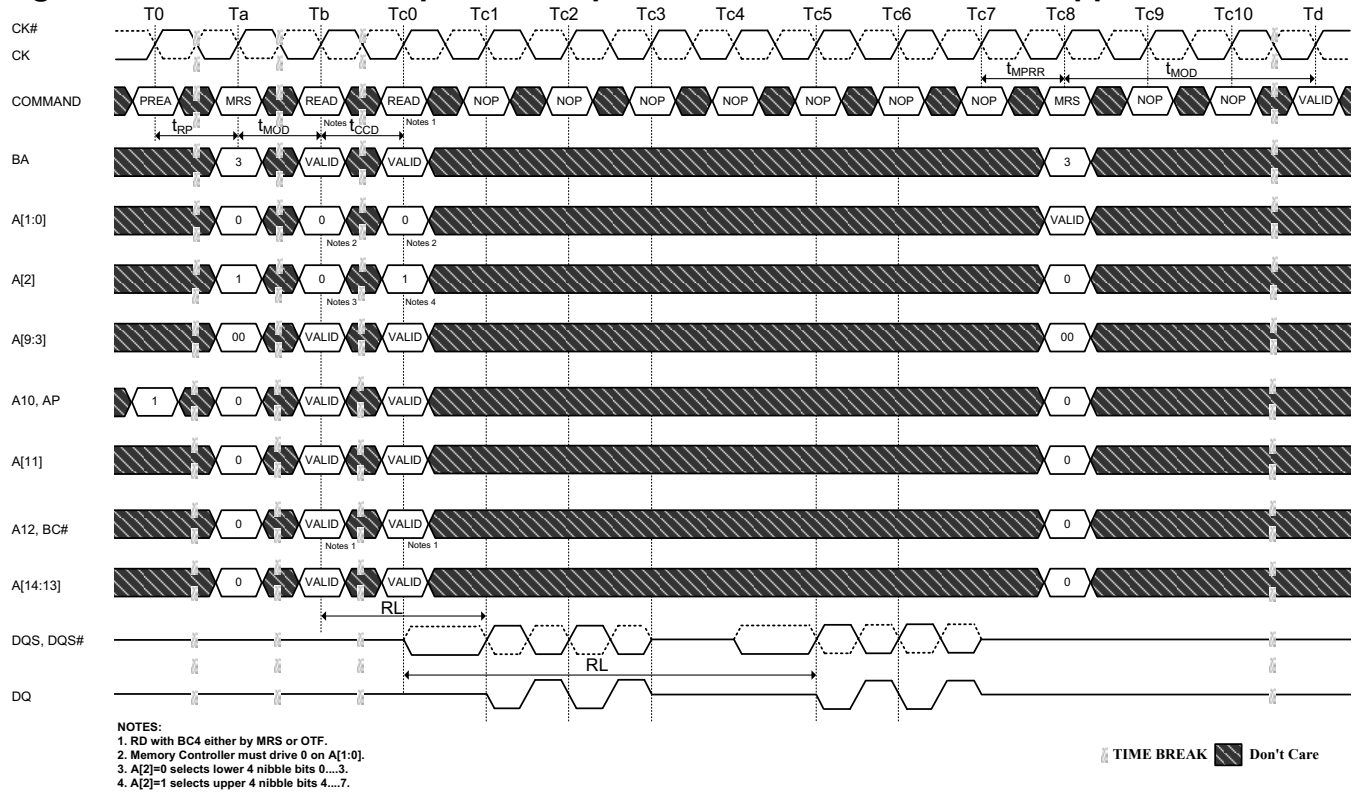 T0 Ta Tb Tc0 Tc1 Tc2 Tc3 Tc4 Tc5 Tc6 Tc7 Tc8 Tc9 Tc10 Td
CK#
CK
tMPRR tMOD
COMMAND PREA MRS READ READ NOP NOP NOP NOP NOP NOP NOP MRS NOP NOP VALID
Notes 1 Notes 1
tRP tMOD tCCD
BA 3 VALID VALID 3
A[1:0] 0 0 0 VALID
Notes 2 Notes 2
A[2] 1 0 1 0
Notes 3 Notes 4
A[9:3] 00 VALID VALID 00
A10, AP 1 0 VALID VALID 0
A[11] 0 VALID VALID 0
A12, BC# 0 VALID VALID 0
Notes 1 Notes 1
A[14:13] 0 VALID VALID 0
RL
DQS, DQS#
RL
DQ
NOTES:
1. RD with BC4 either by MRS or OTF.
2. Memory Controller must drive 0 on A[1:0].
3. A[2]=0 selects lower 4 nibble bits 0....3.
4. A[2]=1 selects upper 4 nibble bits 4....7.
TIME BREAK Don't Care